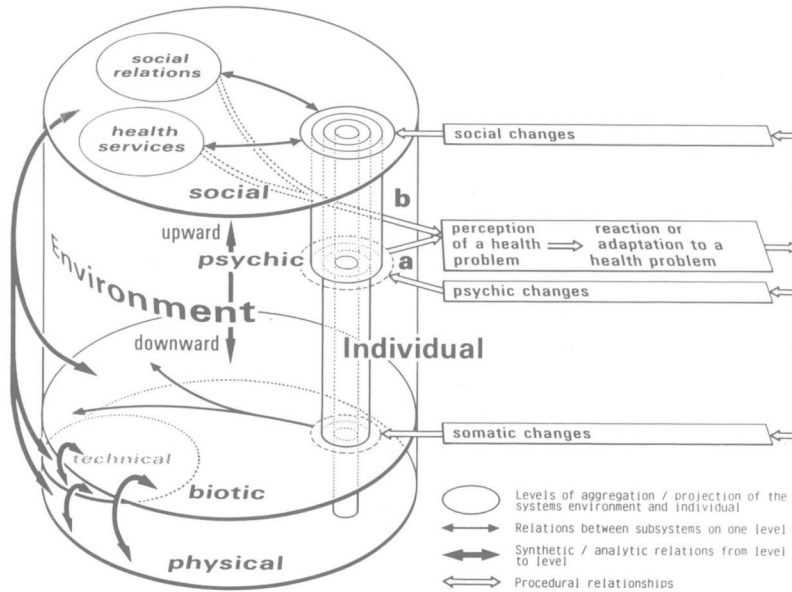 social
relations
health
services
social
social changes
b
upward
psychic
a
perception
of a health
problem
reaction or
adaptation to a
health problem
psychic changes
Environment
downward
Individual
technical
somatic changes
biotic
physical
Levels of aggregation / projection of the
systems environment and individual
Relations between subsystems on one level
Synthetic / analytic relations from level
to level
Procedural relationships